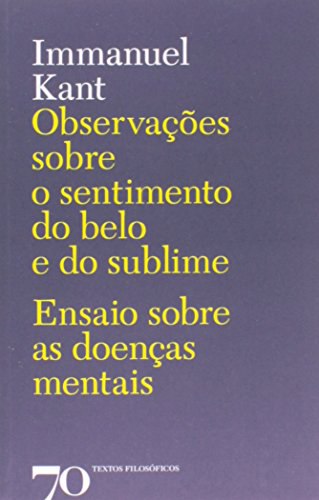 Immanuel
Kant
Observações
sobre
o sentimento
do belo
e do sublime
Ensaio sobre
as doenças
mentais
70 TEXTOS FILOSÓFICOS